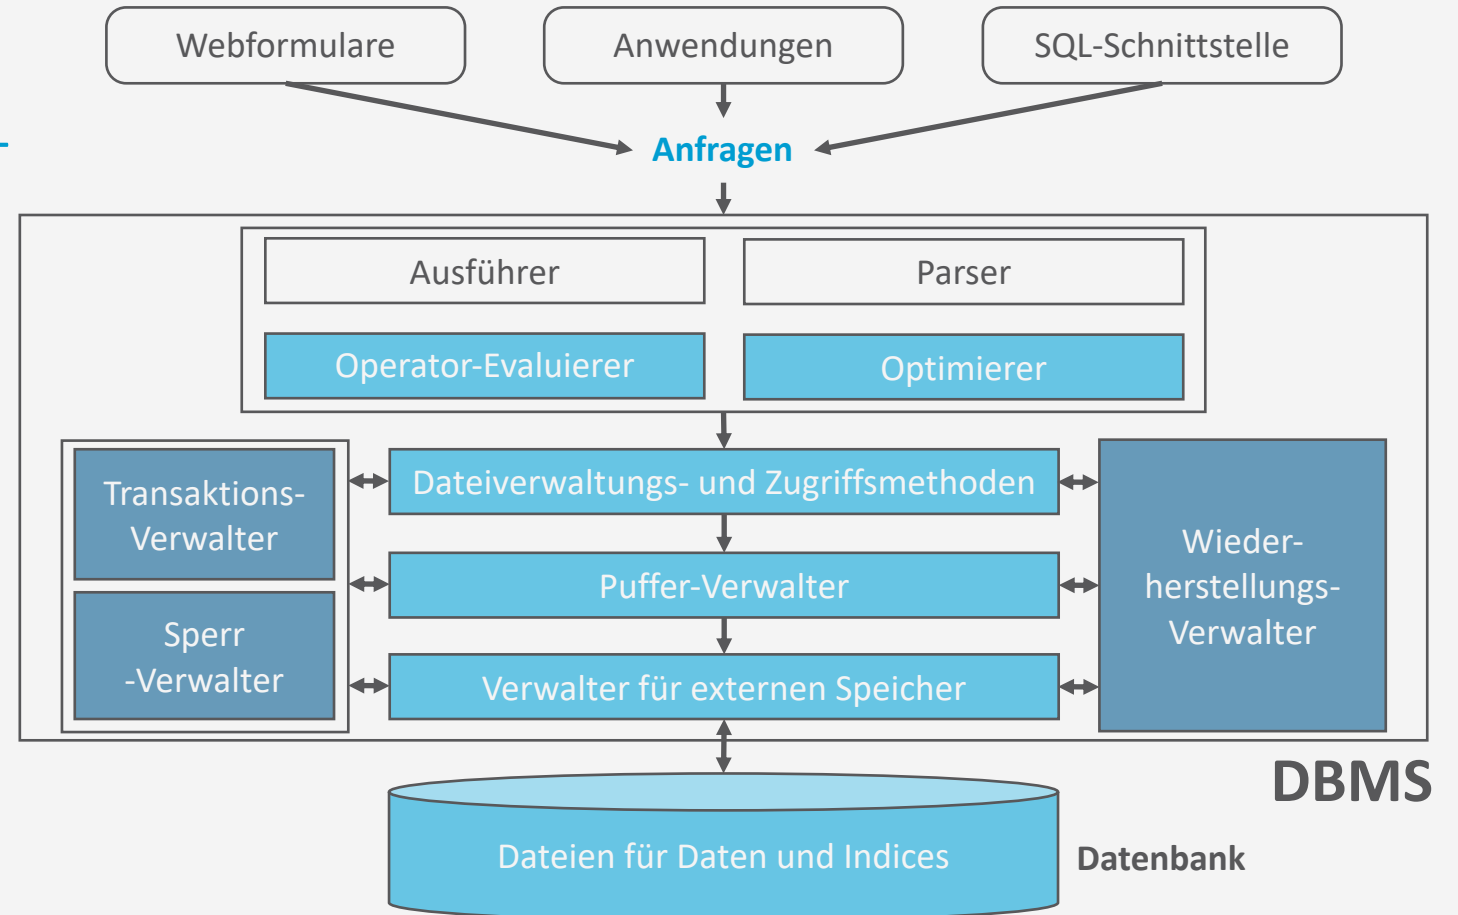 Webformulare
Anwendungen
SQL-Schnittstelle
Anfragen
Ausführer
Parser
Operator-Evaluierer
Optimierer
Transaktions-
Verwalter
Sperr
-Verwalter
Dateiverwaltungs- und Zugriffsmethoden
Puffer-Verwalter
Verwalter für externen Speicher
Wieder-
herstellungs-
Verwalter
DBMS
Dateien für Daten und Indices
Datenbank